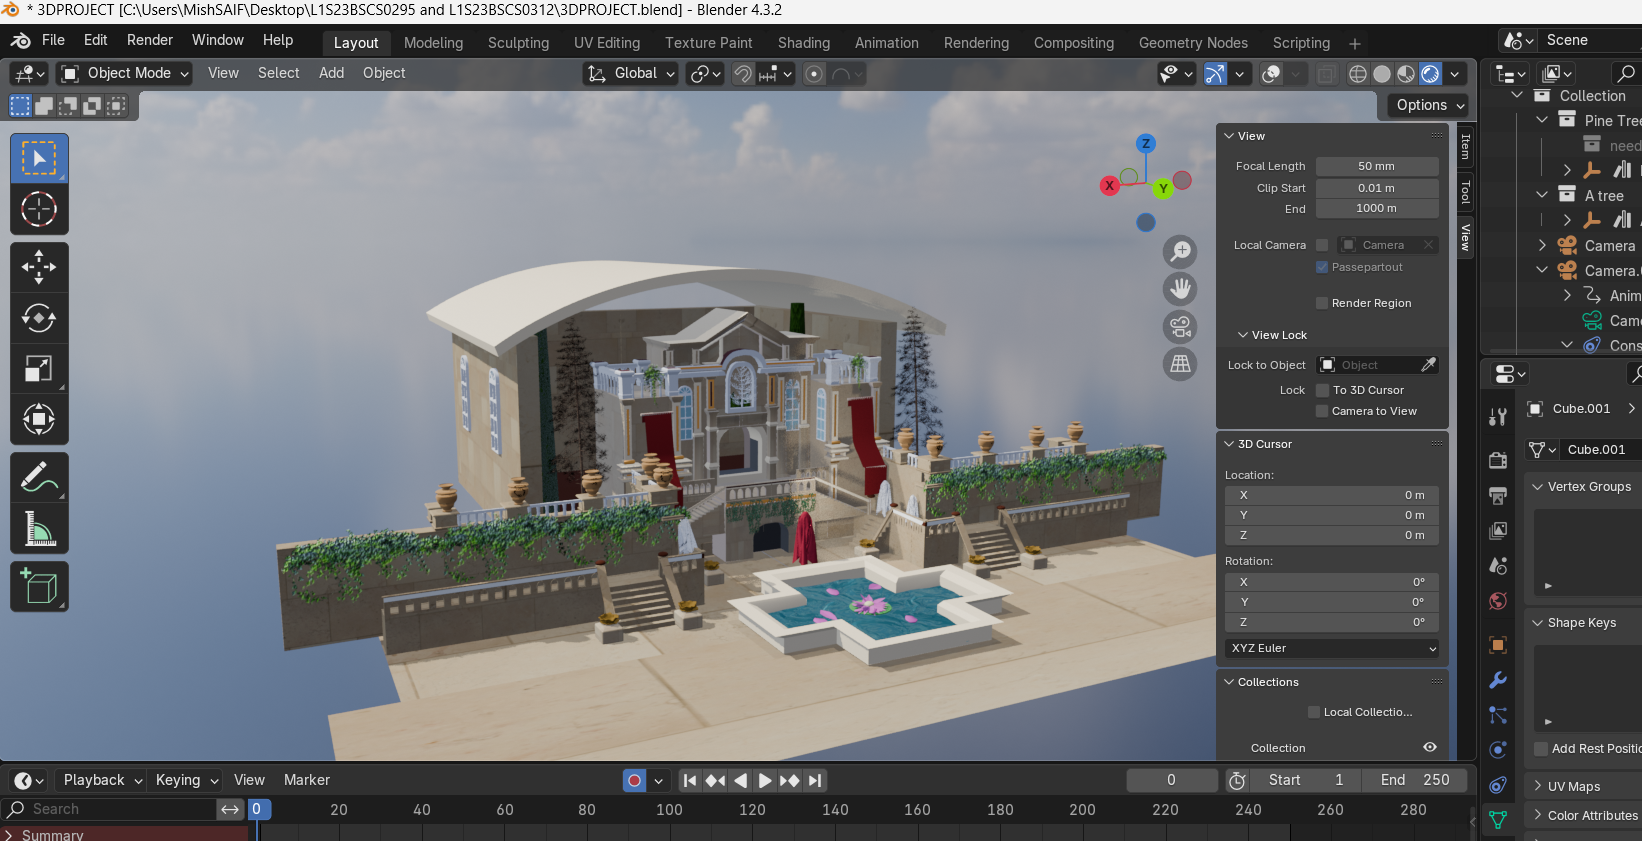 * 3DPROJECT [C:\Users\MishSAIF\Desktop\L1S23BSCS0295 and L1S23BSCS0312\3DPROJECT.blend] - Blender 4.3.2
File Edit Render Window Help Layout Modeling Sculpting UV Editing Texture Paint Shading Animation Rendering Compositing Geometry Nodes Scripting + Scene
Object Mode View Select Add Object Global
Options
Collection
Pine Tree
need
A tree
Camera
Camera.
Anim
Came
Cons
X Y Z
Item
Tool
View
View
Focal Length 50 mm
Clip Start 0.01 m
End 1000 m
Local Camera Camera
Passepartout
Render Region
View Lock
Lock to Object Object
Lock To 3D Cursor
Camera to View
3D Cursor
Location:
X 0 m
Y 0 m
Z 0 m
Rotation:
X 0°
Y 0°
Z 0°
XYZ Euler
Collections
Local Collectio...
Collection
Cube.001
Cube.001
Vertex Groups
Shape Keys
Add Rest Positio
UV Maps
Color Attributes
Playback Keying View Marker 0 Start 1 End 250
Search 0 20 40 60 80 100 120 140 160 180 200 220 240 260 280
Summary